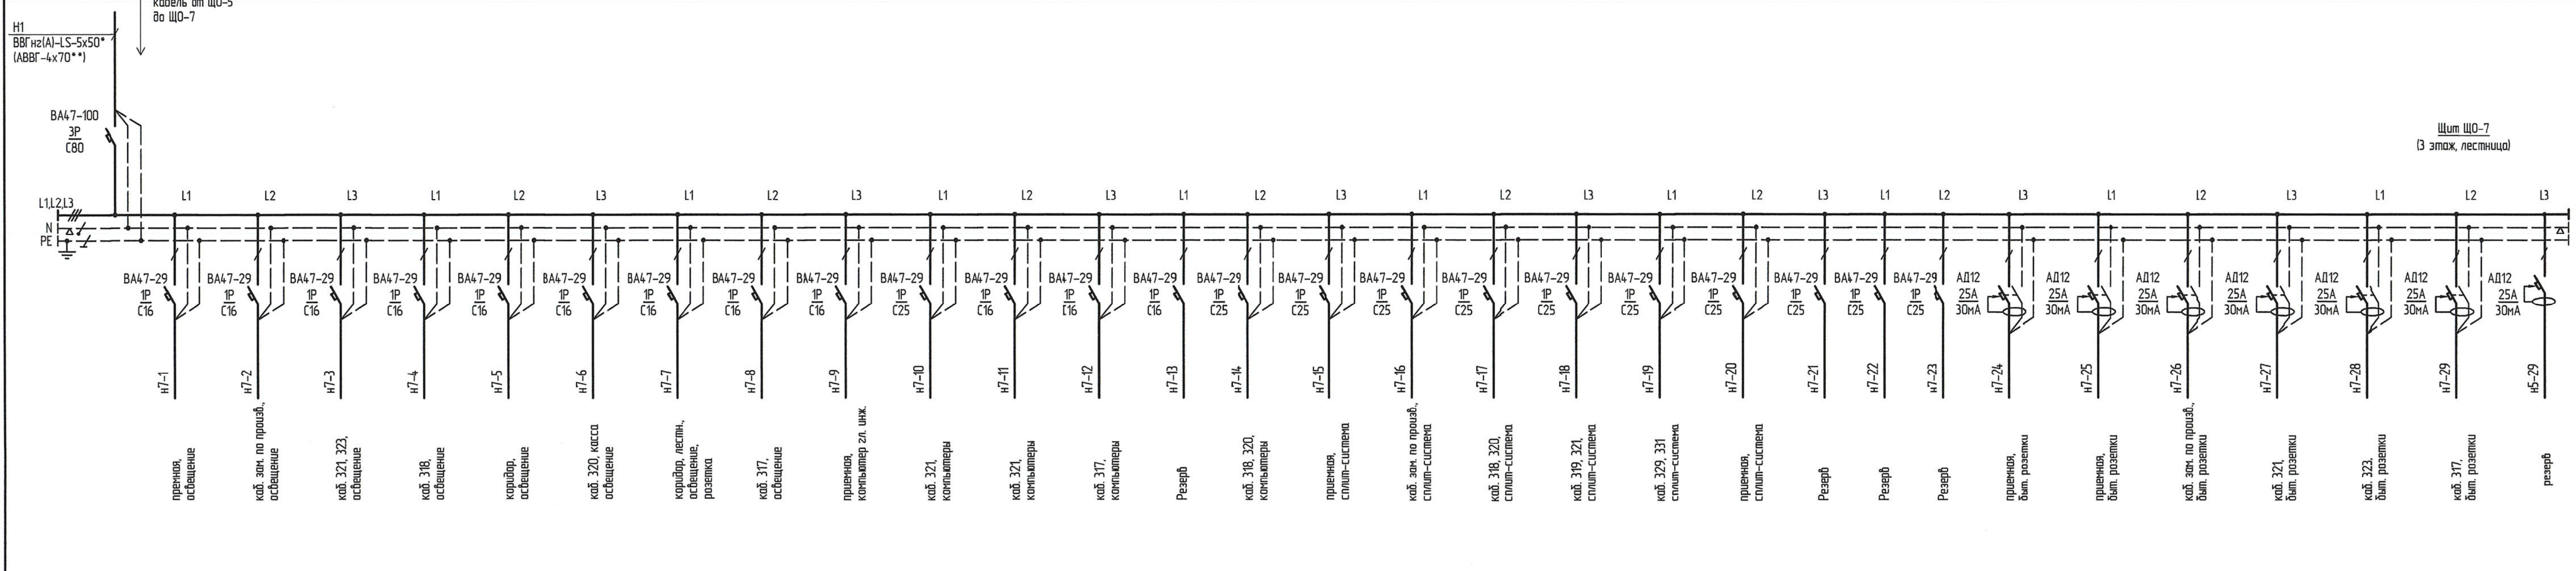 кабель от ЩО-5
до ЩО-7
Н1
ВВГнг(А)-LS-5х50*
(АВВГ-4х70**)
ВА47-100
3Р
С80
Щит ЩО-7
(3 этаж, лестница)
L1,L2,L3
N
PE
L1 L2 L3 L1 L2 L3 L1 L2 L3 L1 L2 L3 L1 L2 L3 L1 L2 L3 L1 L2 L3 L1 L2 L3 L1 L2 L3 L1 L2 L3
ВА47-29
1Р
С16
н7-1
премная,
освещение
ВА47-29
1Р
С16
н7-2
каб. зам. по произв.,
освещение
ВА47-29
1Р
С16
н7-3
каб. 321, 323,
освещение
ВА47-29
1Р
С16
н7-4
каб. 318,
освещение
ВА47-29
1Р
С16
н7-5
коридор,
освещение
ВА47-29
1Р
С16
н7-6
каб. 320, касса
освещение
ВА47-29
1Р
С16
н7-7
коридор, лестн.,
освещение,
розетка
ВА47-29
1Р
С16
н7-8
каб. 317,
освещение
ВА47-29
1Р
С16
н7-9
приемная,
компьютер гл. инж.
ВА47-29
1Р
С25
н7-10
каб. 321,
компьютеры
ВА47-29
1Р
С16
н7-11
каб. 321,
компьютеры
ВА47-29
1Р
С16
н7-12
каб. 317,
компьютеры
ВА47-29
1Р
С16
н7-13
Резерв
ВА47-29
1Р
С25
н7-14
каб. 318, 320,
компьютеры
ВА47-29
1Р
С25
н7-15
приемная,
сплит-система
ВА47-29
1Р
С25
н7-16
каб. зам. по произв.,
сплит-система
ВА47-29
1Р
С25
н7-17
каб. 318, 320,
сплит-система
ВА47-29
1Р
С25
н7-18
каб. 319, 321,
сплит-система
ВА47-29
1Р
С25
н7-19
каб. 329, 331
сплит-система
ВА47-29
1Р
С25
н7-20
приемная,
сплит-система
ВА47-29
1Р
С25
н7-21
Резерв
ВА47-29
1Р
С25
н7-22
Резерв
ВА47-29
1Р
С25
н7-23
Резерв
АД12
25А
30мА
н7-24
приемная,
быт. розетки
АД12
25А
30мА
н7-25
приемная,
быт. розетки
АД12
25А
30мА
н7-26
каб. зам. по произв.,
быт. розетки
АД12
25А
30мА
н7-27
каб. 321,
быт. розетки
АД12
25А
30мА
н7-28
каб. 323,
быт. розетки
АД12
25А
30мА
н7-29
каб. 317,
быт. розетки
АД12
25А
30мА
н5-29
резерв